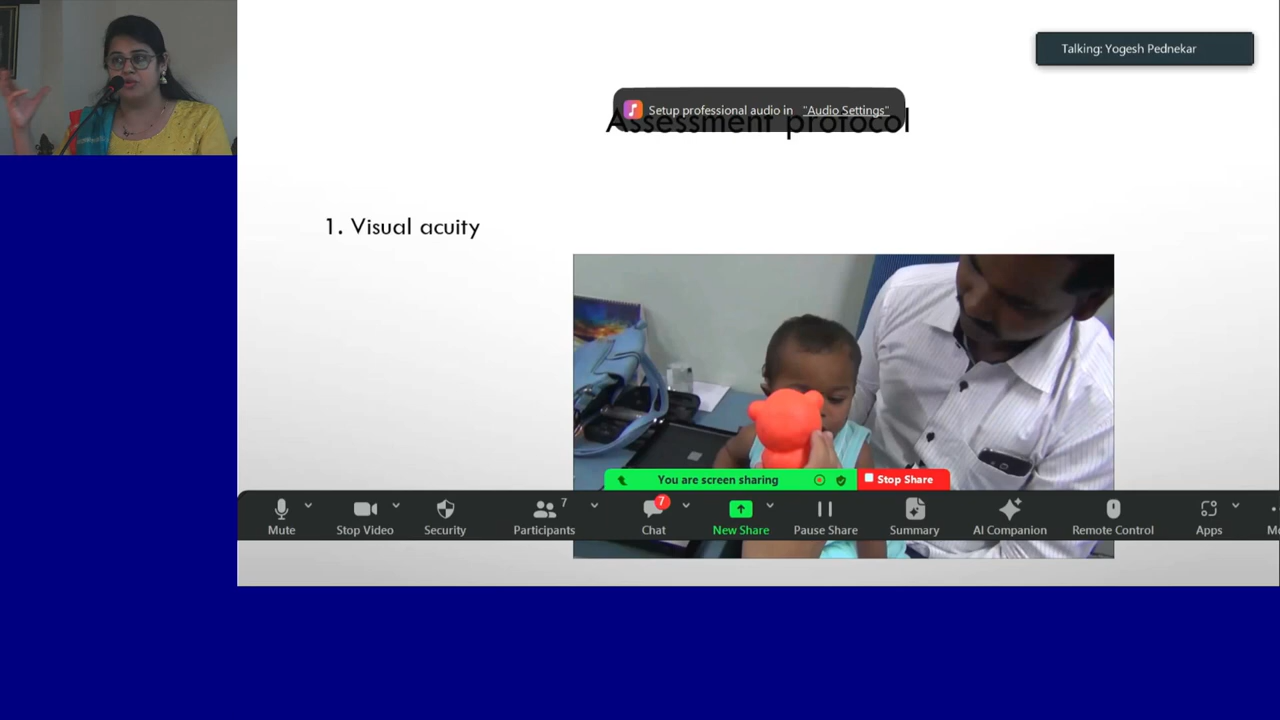 Talking: Yogesh Pednekar
Setup professional audio in "Audio Settings"
Assessment protocol
1. Visual acuity
You are screen sharing
Stop Share
Mute
Stop Video
Security
Participants
7
Chat
7
New Share
Pause Share
Summary
AI Companion
Remote Control
Apps